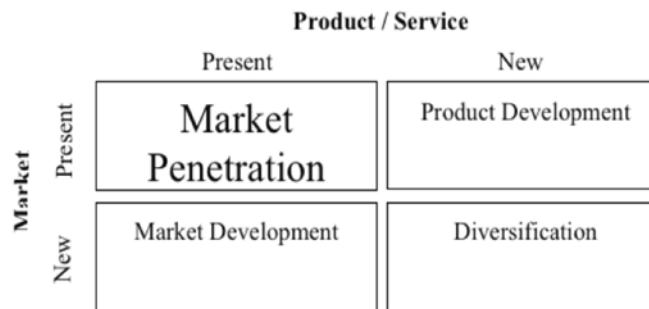 Product / Service
Present
New
Market
Present
Market
Penetration
Product Development
New
Market Development
Diversification